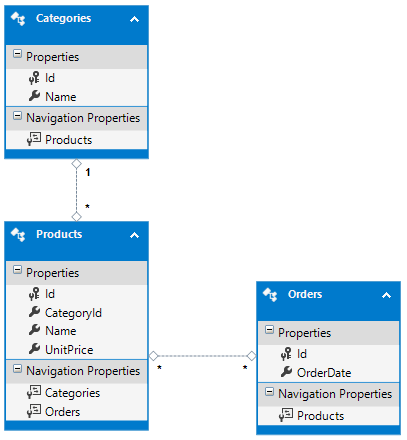 Categories
Properties
Id
Name
Navigation Properties
Products
1
*
Products
Properties
Id
CategoryId
Name
UnitPrice
Navigation Properties
Categories
Orders
*
*
Orders
Properties
Id
OrderDate
Navigation Properties
Products